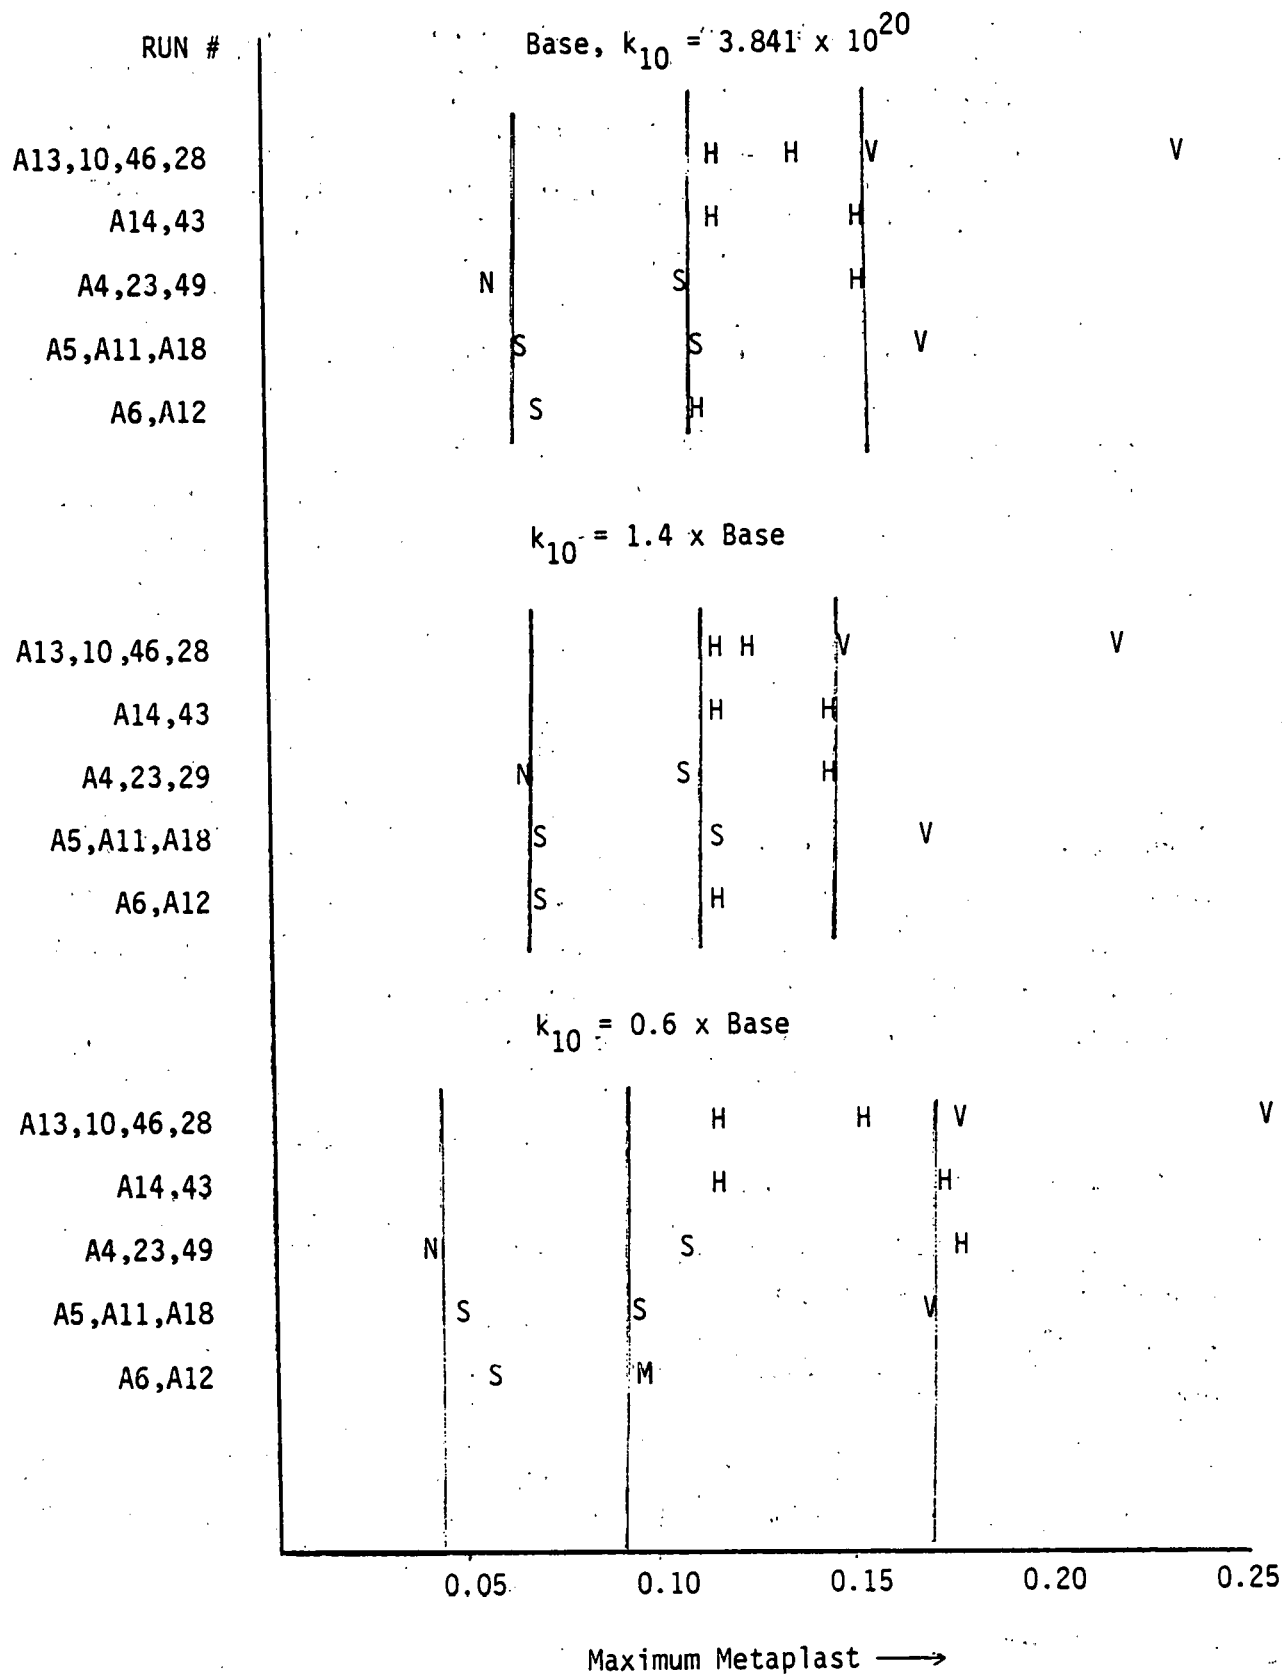 RUN # Base, k10 = 3.841 x 10^20
A13,10,46,28 H H V V
A14,43 H H
A4,23,49 N S H
A5,A11,A18 S S V
A6,A12 S H
k10 = 1.4 x Base
A13,10,46,28 H H V V
A14,43 H H
A4,23,29 N S H
A5,A11,A18 S S V
A6,A12 S H
k10 = 0.6 x Base
A13,10,46,28 H H V V
A14,43 H H
A4,23,49 N S H
A5,A11,A18 S S V
A6,A12 S M
0.05 0.10 0.15 0.20 0.25
Maximum Metaplast →